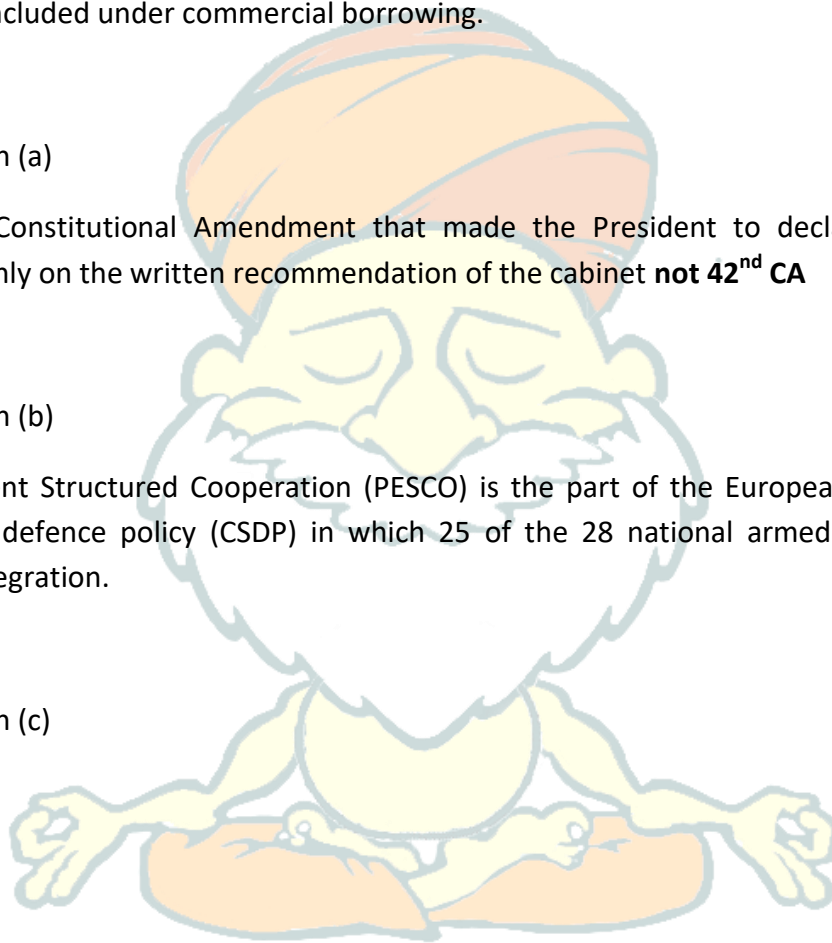 ncluded under commercial borrowing.
n (a)
Constitutional Amendment that made the President to decl
nly on the written recommendation of the cabinet not 42nd CA
n (b)
nt Structured Cooperation (PESCO) is the part of the Europea
defence policy (CSDP) in which 25 of the 28 national armed
egration.
n (c)